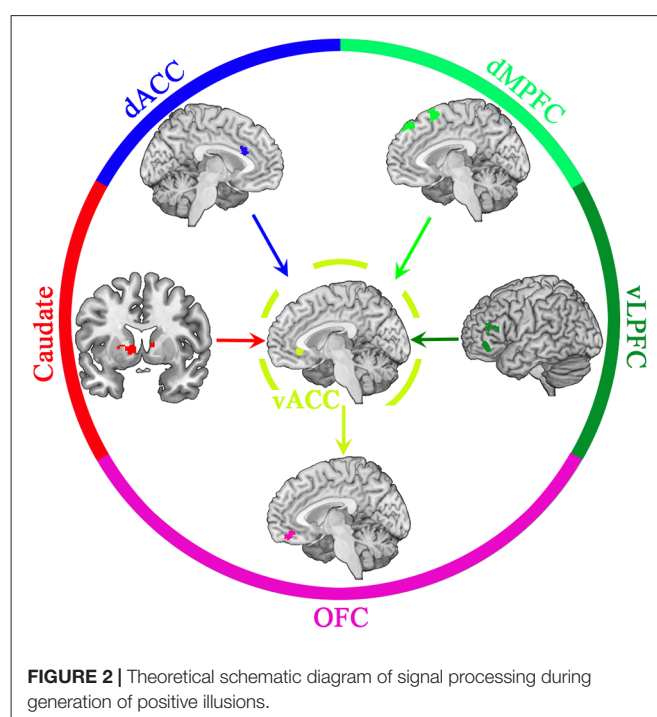 dACC
dMPFC
Caudate
vLPFC
vACC
OFC
FIGURE 2 | Theoretical schematic diagram of signal processing during
generation of positive illusions.